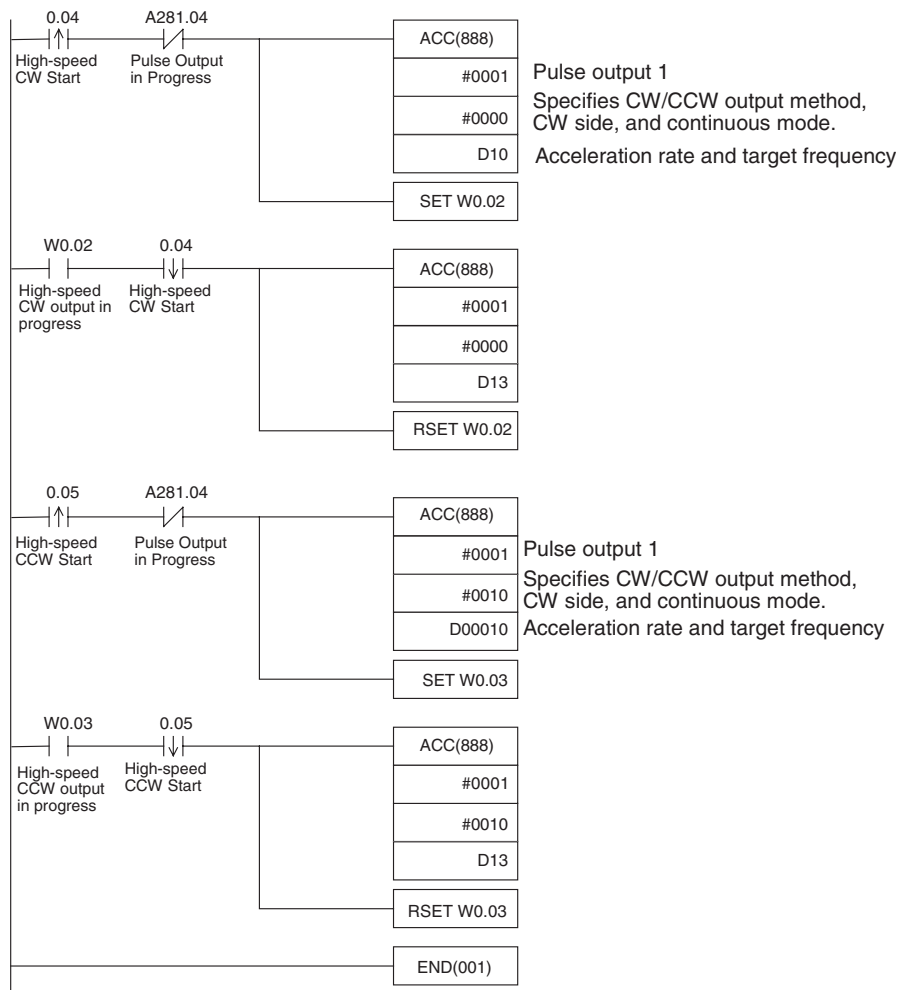 0.04
A281.04
High-speed
CW Start
Pulse Output
in Progress
ACC(888)
#0001
Pulse output 1
#0000
Specifies CW/CCW output method,
CW side, and continuous mode.
D10
Acceleration rate and target frequency
SET W0.02
W0.02
0.04
High-speed
CW output in
progress
High-speed
CW Start
ACC(888)
#0001
#0000
D13
RSET W0.02
0.05
A281.04
High-speed
CCW Start
Pulse Output
in Progress
ACC(888)
#0001
Pulse output 1
#0010
Specifies CW/CCW output method,
CW side, and continuous mode.
D00010
Acceleration rate and target frequency
SET W0.03
W0.03
0.05
High-speed
CCW output
in progress
High-speed
CCW Start
ACC(888)
#0001
#0010
D13
RSET W0.03
END(001)